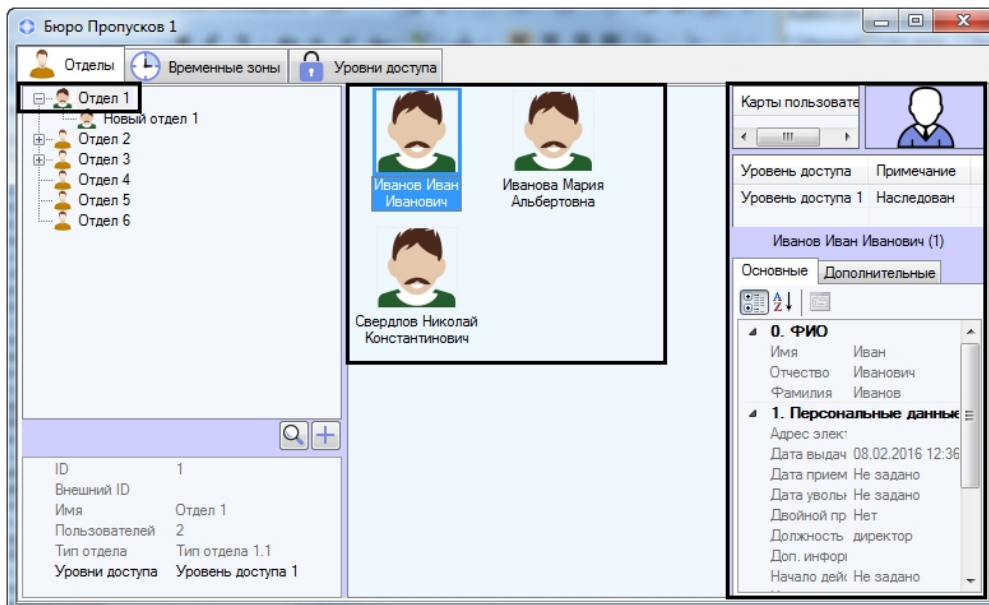 Бюро Пропусков 1
Отделы Временные зоны Уровни доступа
Отдел 1
Новый отдел 1
Отдел 2
Отдел 3
Отдел 4
Отдел 5
Отдел 6
ID 1
Внешний ID
Имя Отдел 1
Пользователей 2
Тип отдела Тип отдела 1.1
Уровни доступа Уровень доступа 1
Иванов Иван
Иванович
Иванова Мария
Альбертовна
Свердлов Николай
Константинович
Карты пользовате
Уровень доступа Примечание
Уровень доступа 1 Наследован
Иванов Иван Иванович (1)
Основные Дополнительные
0. ФИО
Имя Иван
Отчество Иванович
Фамилия Иванов
1. Персональные данные
Адрес элект
Дата выдач 08.02.2016 12:36
Дата прием Не задано
Дата увольн Не задано
Двойной пр Нет
Должность директор
Доп. информ
Начало дейс Не задано